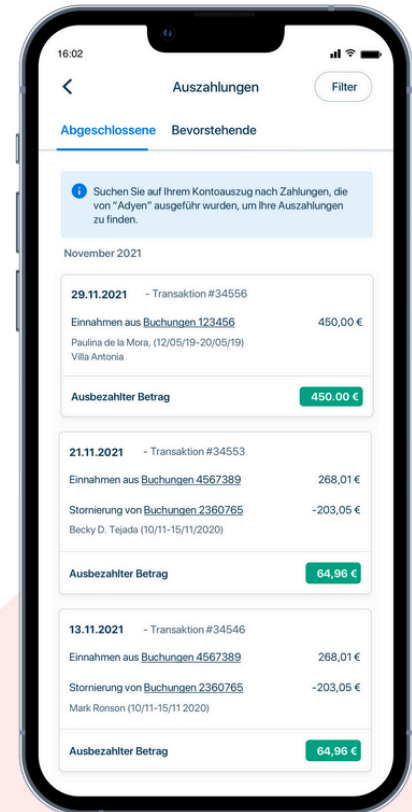 16:02
Auszahlungen
Filter
Abgeschlossene Bevorstehende
Suchen Sie auf Ihrem Kontoauszug nach Zahlungen, die
von "Adyen" ausgeführ wurden, um Ihre Auszahlungen
zu finden.
November 2021
29.11.2021 - Transaktion #34556
Einnahmen aus Buchungen 123456 450,00 €
Paulina de la Mora, (12/05/19-20/05/19)
Villa Antonia
Ausbezahlter Betrag 450.00 €
21.11.2021 - Transaktion #34553
Einnahmen aus Buchungen 4567389 268,01 €
Stornierung von Buchungen 2360765 -203,05 €
Becky D. Tejada (10/11-15/11/2020)
Ausbezahlter Betrag 64,96 €
13.11.2021 - Transaktion #34546
Einnahmen aus Buchungen 4567389 268,01 €
Stornierung von Buchungen 2360765 -203,05 €
Mark Ronson (10/11-15/11 2020)
Ausbezahlter Betrag 64,96 €